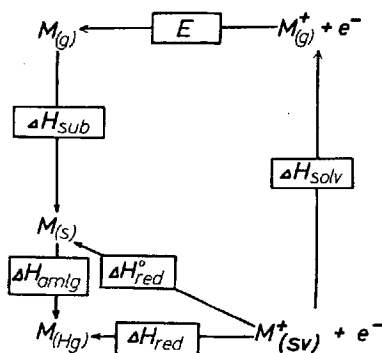 M(g) E M⁺(g) + e⁻
ΔHsub
ΔHsolv
M(s)
ΔHamlg ΔH°red
M(Hg) ΔHred M⁺(sv) + e⁻